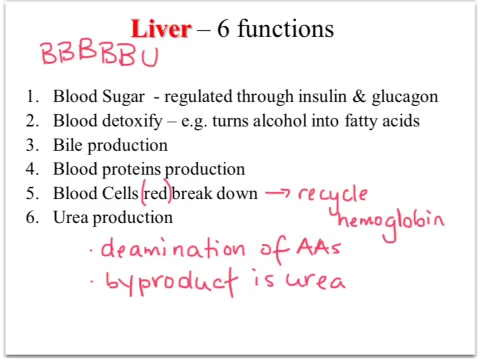 Liver – 6 functions
BBBBBU
1. Blood Sugar - regulated through insulin & glucagon
2. Blood detoxify – e.g. turns alcohol into fatty acids
3. Bile production
4. Blood proteins production
5. Blood Cells (red) break down → recycle
hemoglobin
6. Urea production
· deamination of AAs
· byproduct is urea